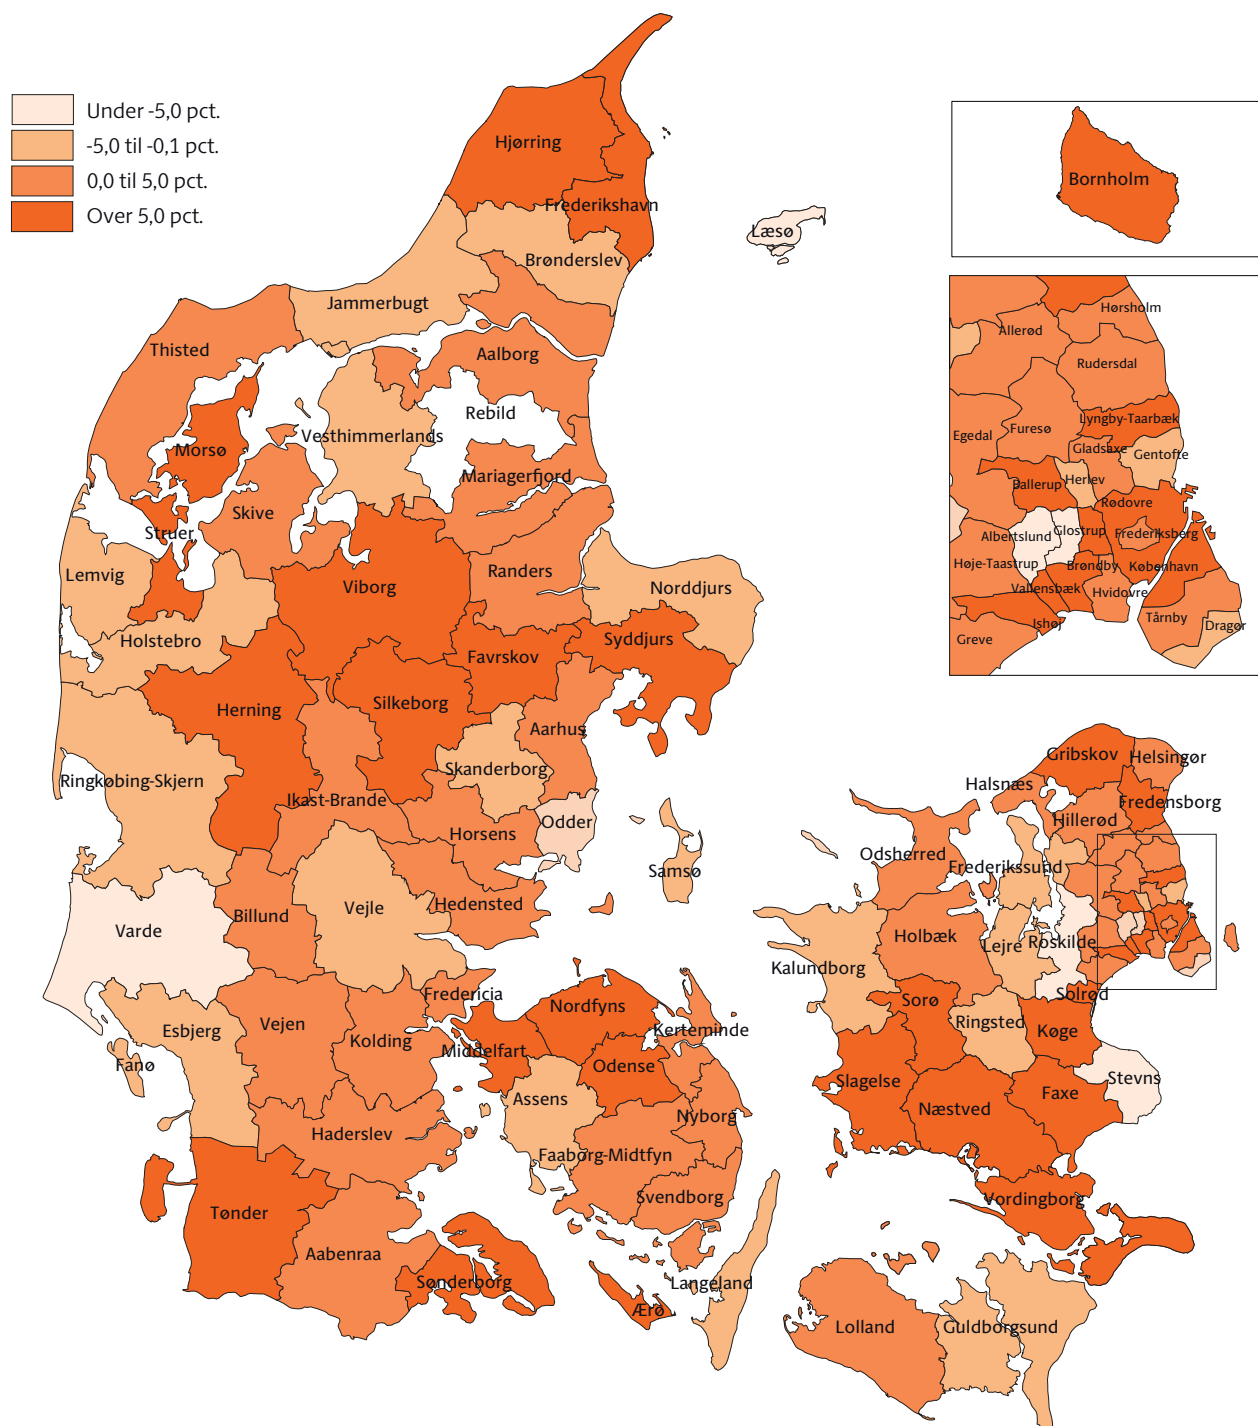 Under -5,0 pct.
-5,0 til -0,1 pct.
0,0 til 5,0 pct.
Over 5,0 pct.
Hjørring
Frederikshavn
Læsø
Brønderslev
Jammerbugt
Thisted
Aalborg
Rebild
Vesthimmerlands
Morsø
Mariagerfjord
Skive
Struer
Lemvig
Viborg
Randers
Norddjurs
Holstebro
Syddjurs
Favrskov
Herning
Silkeborg
Aarhus
Skanderborg
Ringkøbing-Skjern
Ikast-Brande
Horsens
Odder
Samsø
Hedensted
Vejle
Billund
Varde
Fredericia
Esbjerg
Vejen
Kolding
Fanø
Haderslev
Tønder
Aabenraa
Sønderborg
Nordfyns
Kerteminde
Middelfart
Odense
Assens
Nyborg
Faaborg-Midtfyn
Svendborg
Langeland
Ærø
Bornholm
Hørsholm
Allerød
Rudersdal
Lyngby-Taarbæk
Egedal
Furesø
Gladsaxe
Gentofte
Ballerup
Herlev
Rødovre
Albertslund
Glostrup
Frederiksberg
Høje-Taastrup
Brøndby
København
Vallensbæk
Hvidovre
Ishøj
Tårnby
Dragør
Greve
Gribskov
Helsingør
Halsnæs
Fredensborg
Hillerød
Odsherred
Frederikssund
Holbæk
Lejre
Roskilde
Kalundborg
Solrød
Sorø
Ringsted
Køge
Stevns
Slagelse
Næstved
Faxe
Vordingborg
Lolland
Guldborgsund